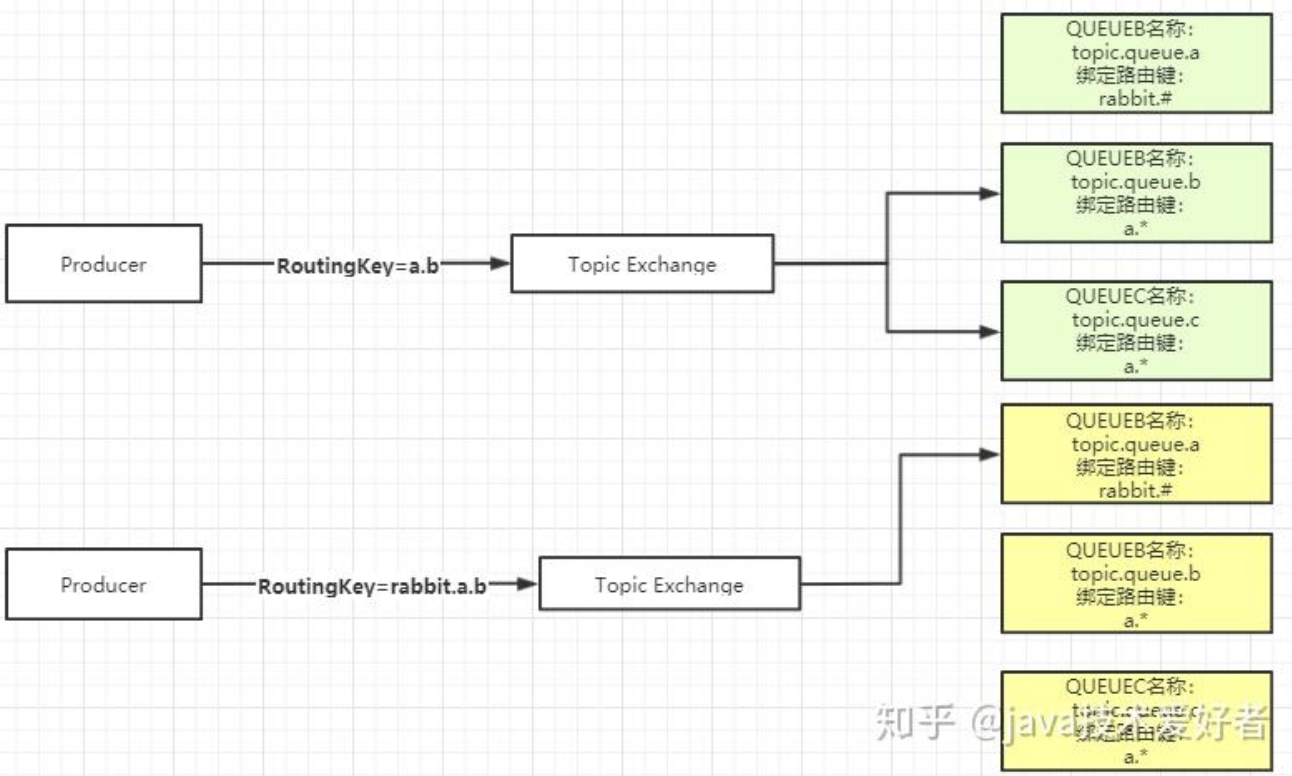 QUEUEB名称：
topic.queue.a
绑定路由键：
rabbit.#
QUEUEB名称：
topic.queue.b
绑定路由键：
a.*
Producer
RoutingKey=a.b
Topic Exchange
QUEUEC名称：
topic.queue.c
绑定路由键：
a.*
QUEUEB名称：
topic.queue.a
绑定路由键：
rabbit.#
Producer
RoutingKey=rabbit.a.b
Topic Exchange
QUEUEB名称：
topic.queue.b
绑定路由键：
a.*
QUEUEC名称：
topic.queue.c
绑定路由键：
a.*
知乎 @java技术爱好者